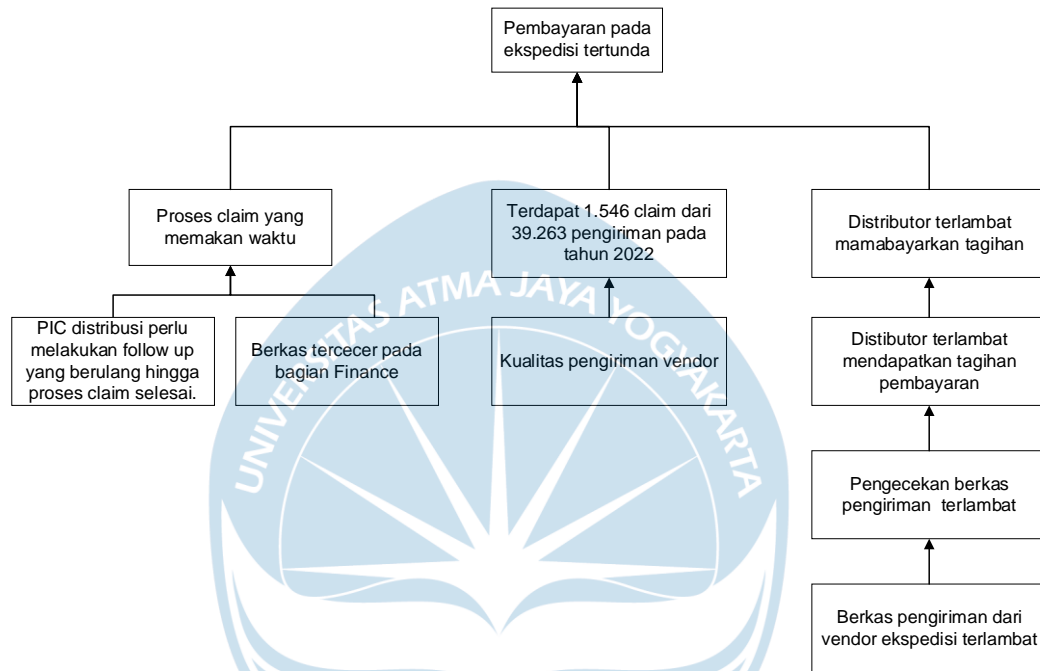 Pembayaran pada
ekspedisi tertunda
Proses claim yang
memakan waktu
Terdapat 1.546 claim dari
39.263 pengiriman pada
tahun 2022
Distributor terlambat
mamabayarkan tagihan
PIC distribusi perlu
melakukan follow up
yang berulang hingga
proses claim selesai.
Berkas tercecer pada
bagian Finance
Kualitas pengiriman vendor
Distibutor terlambat
mendapatkan tagihan
pembayaran
Pengecekan berkas
pengiriman terlambat
Berkas pengiriman dari
vendor ekspedisi terlambat
UNIVERSITAS ATMA JAYA YOGYAKARTA